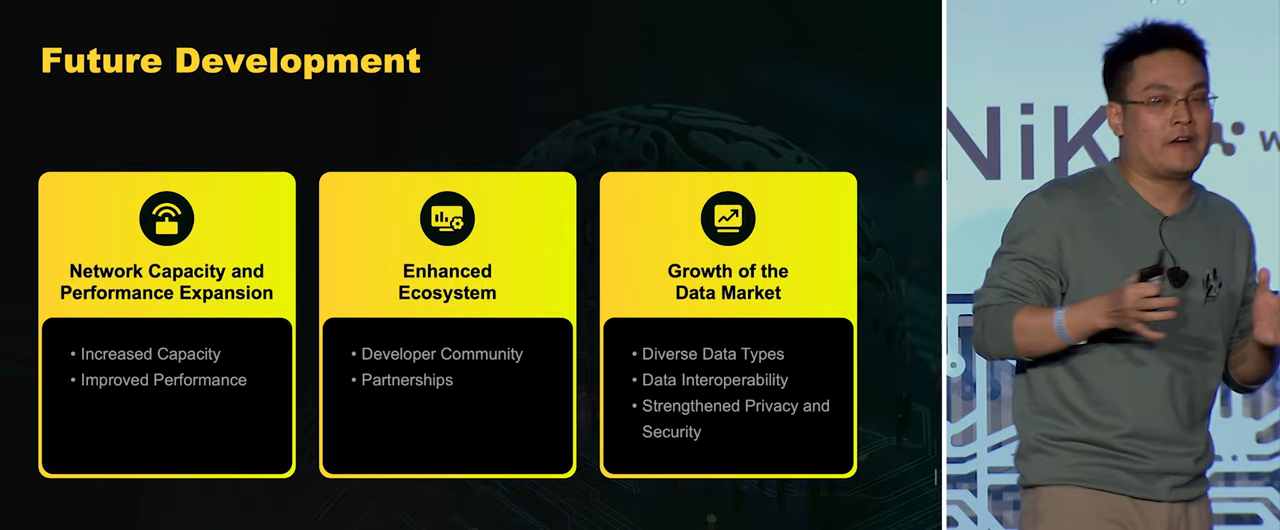 Future Development
Network Capacity and
Performance Expansion
• Increased Capacity
• Improved Performance
Enhanced
Ecosystem
• Developer Community
• Partnerships
Growth of the
Data Market
• Diverse Data Types
• Data Interoperability
• Strengthened Privacy and
Security
NiK
W